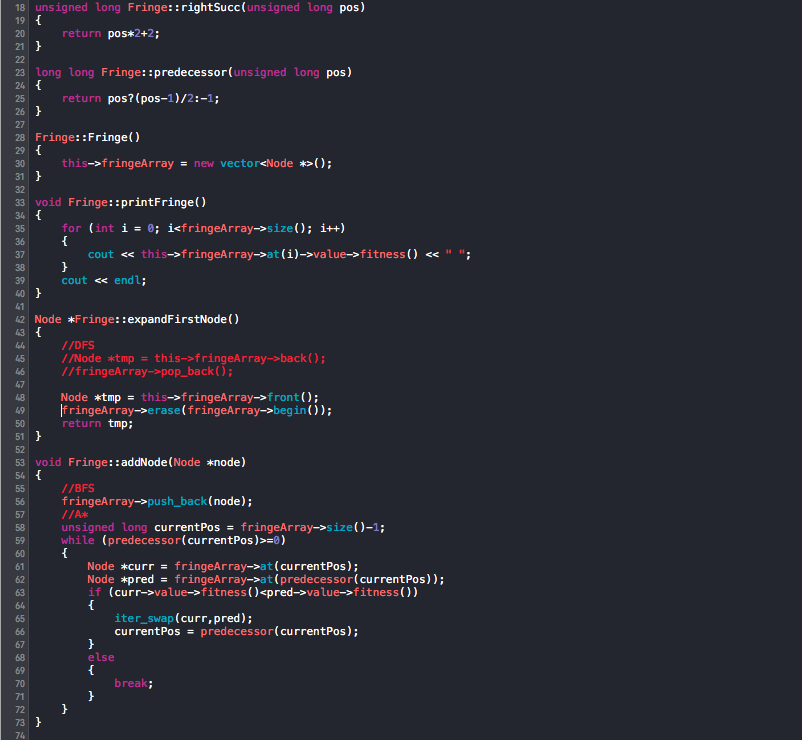 18 unsigned long Fringe::rightSucc(unsigned long pos)
19 {
20     return pos*2+2;
21 }
22
23 long long Fringe::predecessor(unsigned long pos)
24 {
25     return pos?(pos-1)/2:-1;
26 }
27
28 Fringe::Fringe()
29 {
30     this->fringeArray = new vector<Node *>();
31 }
32
33 void Fringe::printFringe()
34 {
35     for (int i = 0; i<fringeArray->size(); i++)
36     {
37         cout << this->fringeArray->at(i)->value->fitness() << " ";
38     }
39     cout << endl;
40 }
41
42 Node *Fringe::expandFirstNode()
43 {
44     //DFS
45     //Node *tmp = this->fringeArray->back();
46     //fringeArray->pop_back();
47
48     Node *tmp = this->fringeArray->front();
49     fringeArray->erase(fringeArray->begin());
50     return tmp;
51 }
52
53 void Fringe::addNode(Node *node)
54 {
55     //BFS
56     fringeArray->push_back(node);
57     //A*
58     unsigned long currentPos = fringeArray->size()-1;
59     while (predecessor(currentPos)>=0)
60     {
61         Node *curr = fringeArray->at(currentPos);
62         Node *pred = fringeArray->at(predecessor(currentPos));
63         if (curr->value->fitness()<pred->value->fitness())
64         {
65             iter_swap(curr,pred);
66             currentPos = predecessor(currentPos);
67         }
68         else
69         {
70             break;
71         }
72     }
73 }
74